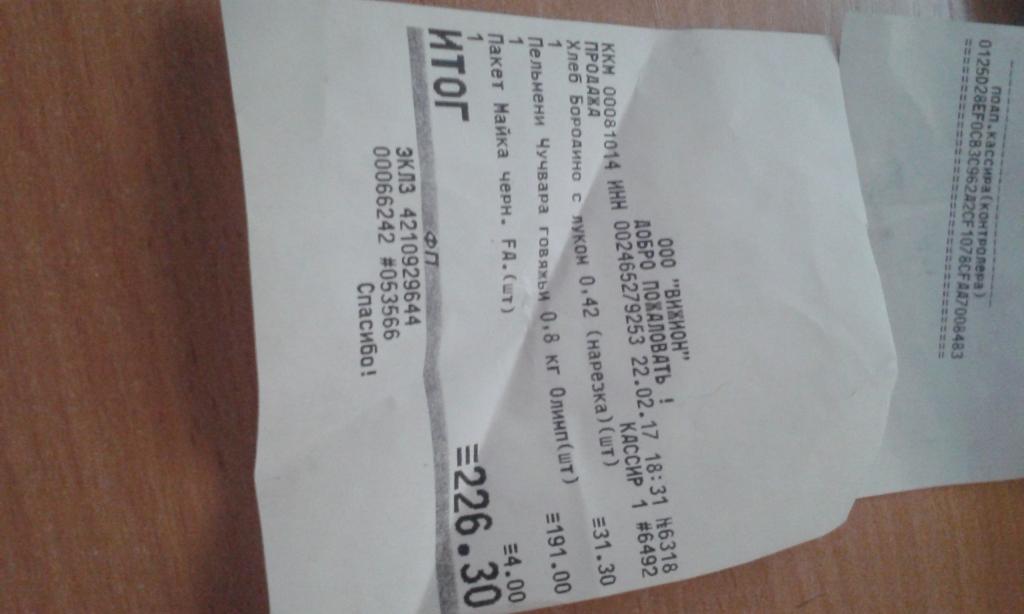 ООО "ВИЖИОН"
ДОБРО ПОЖАЛОВАТЬ !
ККМ 00081014 ИНН 002465279253 22.02.17 18:31 №6318
ПРОДАЖА КАССИР 1 #6492
Хлеб Бородино с луком 0,42 (нарезка)(шт)
1 ≡31.30
Пельмени Чучвара говяжьи 0,8 кг Олимп(шт)
1 ≡191.00
Пакет Майка черн. FA.(шт)
1 ≡4.00
ИТОГ ≡226.30
ФП
ЭКЛЗ 4210929644
00066242 #053566
Спасибо!
подп.кассира(контролера)
0125D28EF0CB3C962A2CF1078CFAA7008483